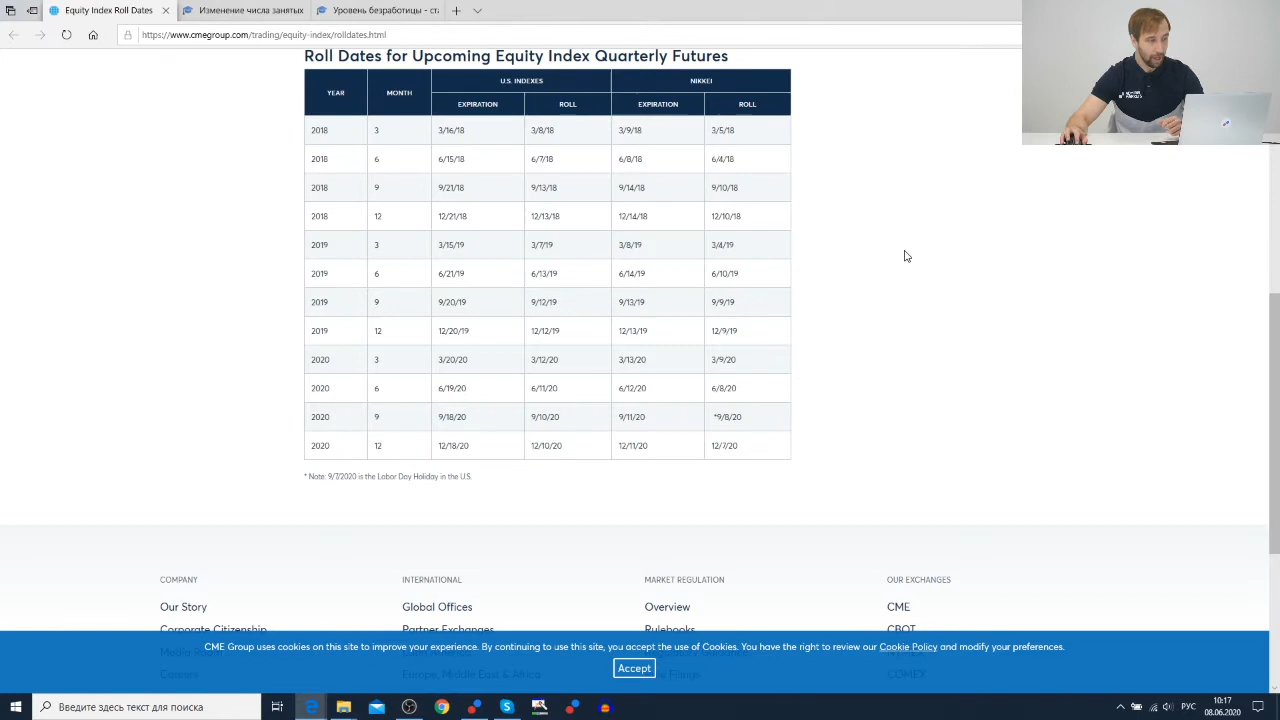 Equity Index Roll Dates
Изменение числа занятых
Уровень безработицы - ста
https://www.cmegroup.com/trading/equity-index/rolldates.html
Roll Dates for Upcoming Equity Index Quarterly Futures
YEAR MONTH U.S. INDEXES NIKKEI
EXPIRATION ROLL EXPIRATION ROLL
2018 3 3/16/18 3/8/18 3/9/18 3/5/18
2018 6 6/15/18 6/7/18 6/8/18 6/4/18
2018 9 9/21/18 9/13/18 9/14/18 9/10/18
2018 12 12/21/18 12/13/18 12/14/18 12/10/18
2019 3 3/15/19 3/7/19 3/8/19 3/4/19
2019 6 6/21/19 6/13/19 6/14/19 6/10/19
2019 9 9/20/19 9/12/19 9/13/19 9/9/19
2019 12 12/20/19 12/12/19 12/13/19 12/9/19
2020 3 3/20/20 3/12/20 3/13/20 3/9/20
2020 6 6/19/20 6/11/20 6/12/20 6/8/20
2020 9 9/18/20 9/10/20 9/11/20 *9/8/20
2020 12 12/18/20 12/10/20 12/11/20 12/7/20
* Note: 9/7/2020 is the Labor Day Holiday in the U.S.
COMPANY INTERNATIONAL MARKET REGULATION OUR EXCHANGES
Our Story Global Offices Overview CME
Corporate Citizenship Partner Exchanges Rulebooks CBOT
CME Group uses cookies on this site to improve your experience. By continuing to use this site, you accept the use of Cookies. You have the right to review our Cookie Policy and modify your preferences.
Accept
Careers Europe, Middle East & Africa COMEX
Введите здесь текст для поиска
РУС
10:17
08.06.2020